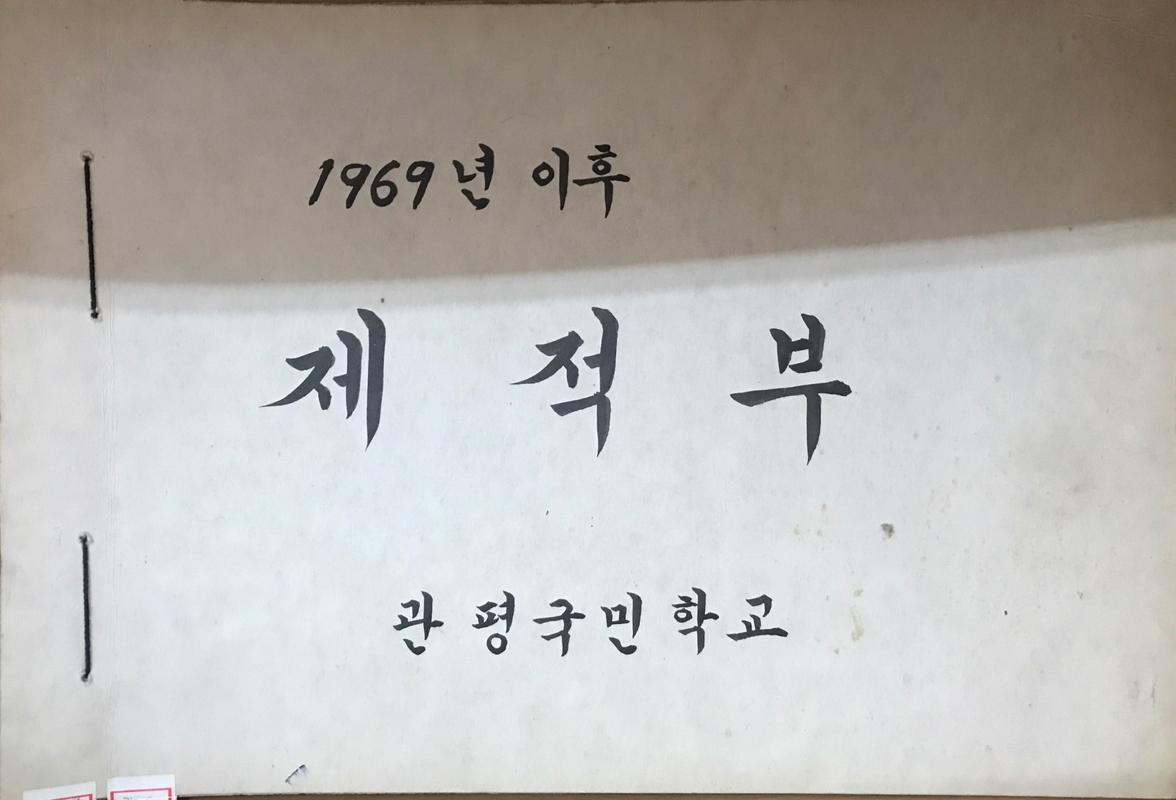 1969년 이후
제 적 부
관 평 국 민 학 교